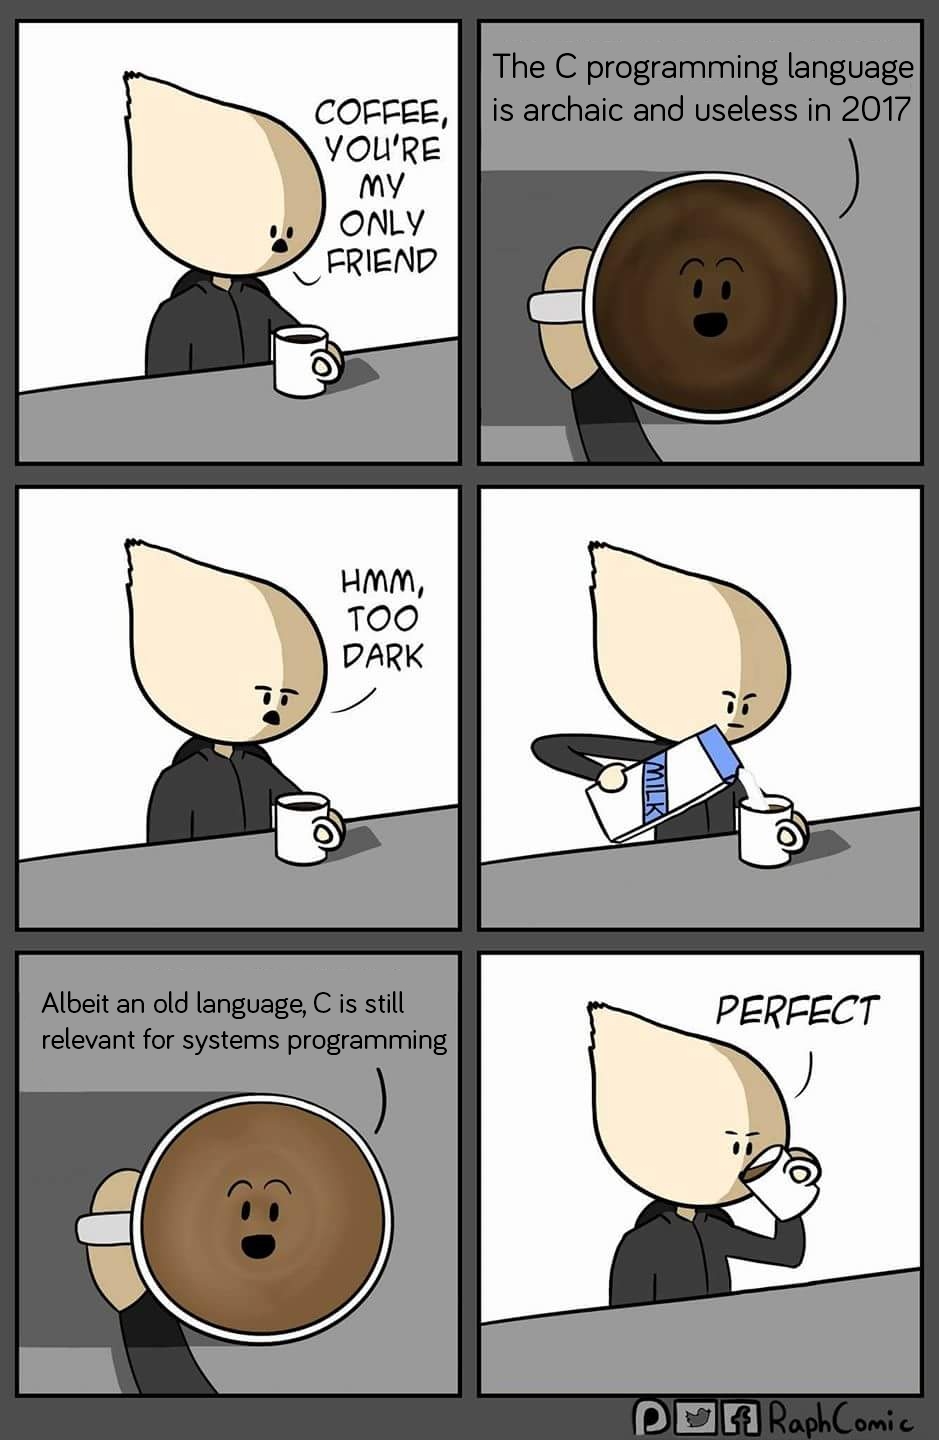 COFFEE,
YOU'RE
MY
ONLY
FRIEND
The C programming language
is archaic and useless in 2017
HMM,
TOO
DARK
MILK
Albeit an old language, C is still
relevant for systems programming
PERFECT
RaphComic